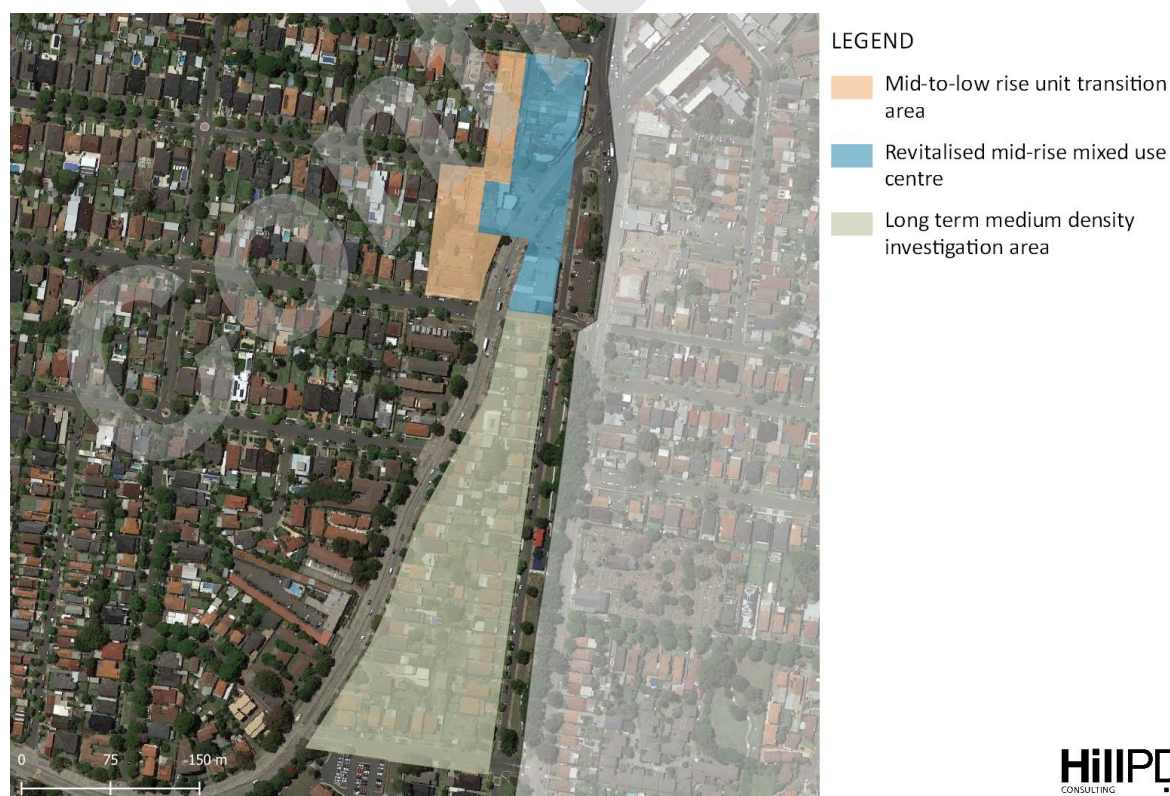 LEGEND
Mid-to-low rise unit transition
area
Revitalised mid-rise mixed use
centre
Long term medium density
investigation area
0 75 150 m
HillPD
CONSULTING